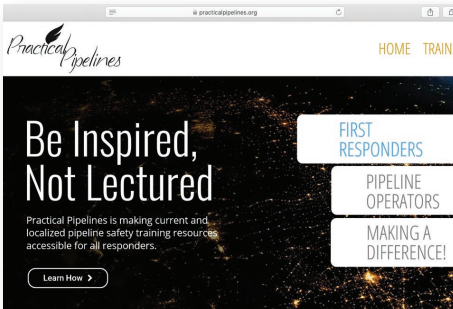 practicalpipelines.org
Practical
Pipelines
HOME TRAIN
Be Inspired,
Not Lectured
Practical Pipelines is making current and
localized pipeline safety training resources
accessible for all responders.
Learn How
FIRST
RESPONDERS
PIPELINE
OPERATORS
MAKING A
DIFFERENCE!